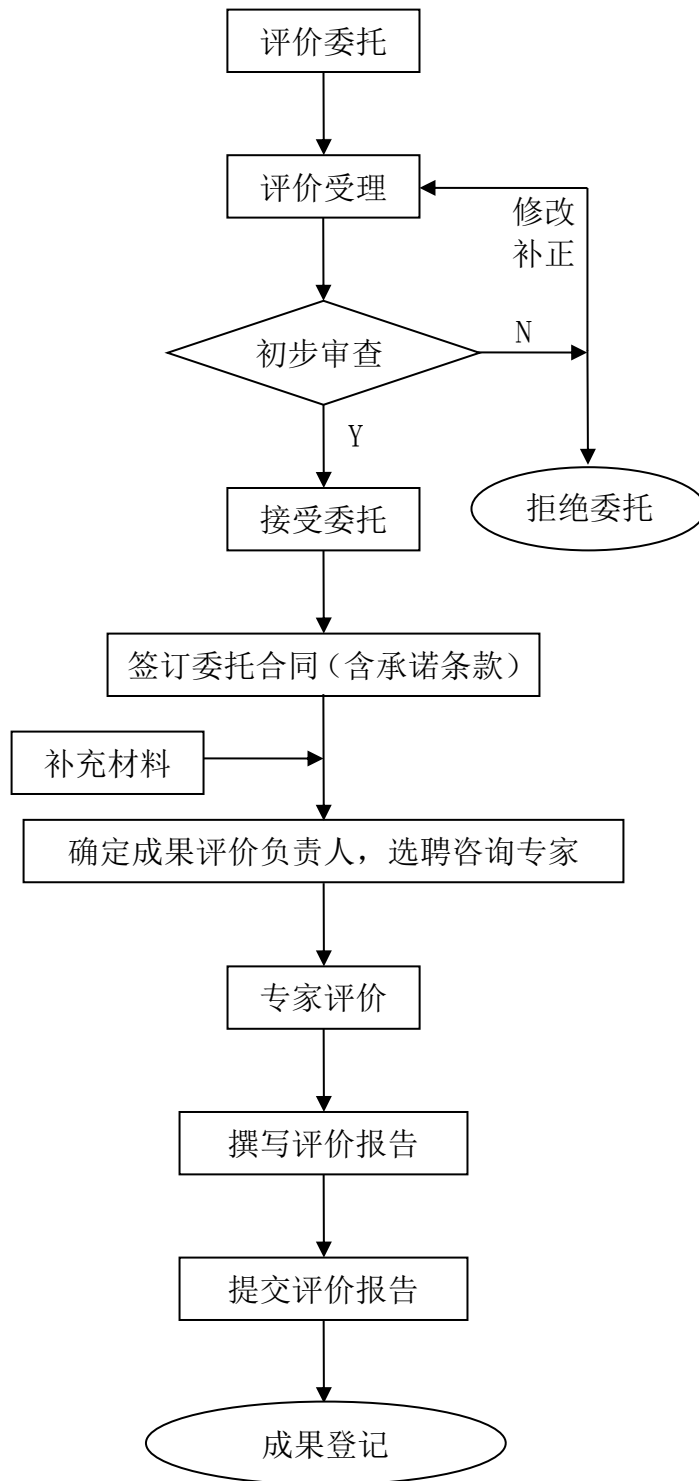 评价委托
评价受理
修改
补正
初步审查
N
Y
接受委托
拒绝委托
签订委托合同（含承诺条款）
补充材料
确定成果评价负责人，选聘咨询专家
专家评价
撰写评价报告
提交评价报告
成果登记